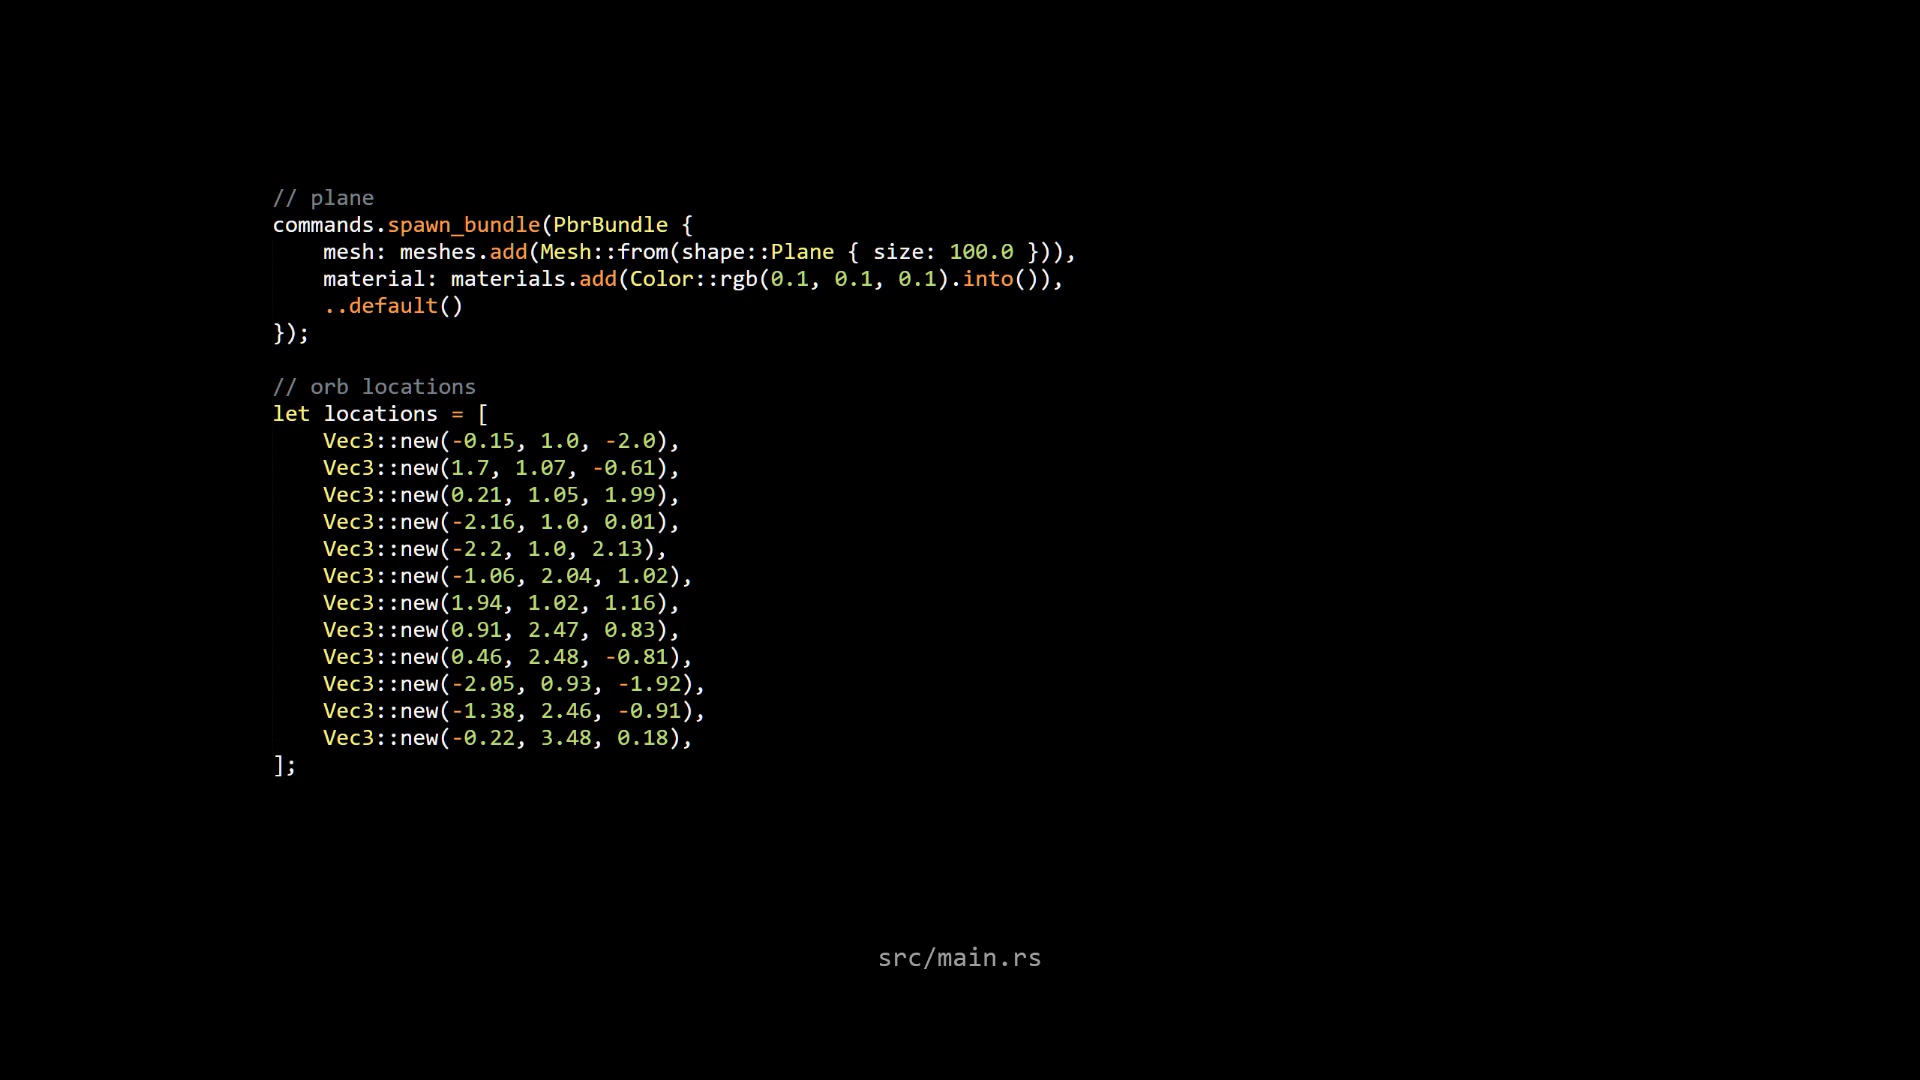 // plane
commands.spawn_bundle(PbrBundle {
    mesh: meshes.add(Mesh::from(shape::Plane { size: 100.0 })),
    material: materials.add(Color::rgb(0.1, 0.1, 0.1).into()),
    ..default()
});

// orb locations
let locations = [
    Vec3::new(-0.15, 1.0, -2.0),
    Vec3::new(1.7, 1.07, -0.61),
    Vec3::new(0.21, 1.05, 1.99),
    Vec3::new(-2.16, 1.0, 0.01),
    Vec3::new(-2.2, 1.0, 2.13),
    Vec3::new(-1.06, 2.04, 1.02),
    Vec3::new(1.94, 1.02, 1.16),
    Vec3::new(0.91, 2.47, 0.83),
    Vec3::new(0.46, 2.48, -0.81),
    Vec3::new(-2.05, 0.93, -1.92),
    Vec3::new(-1.38, 2.46, -0.91),
    Vec3::new(-0.22, 3.48, 0.18),
];
src/main.rs